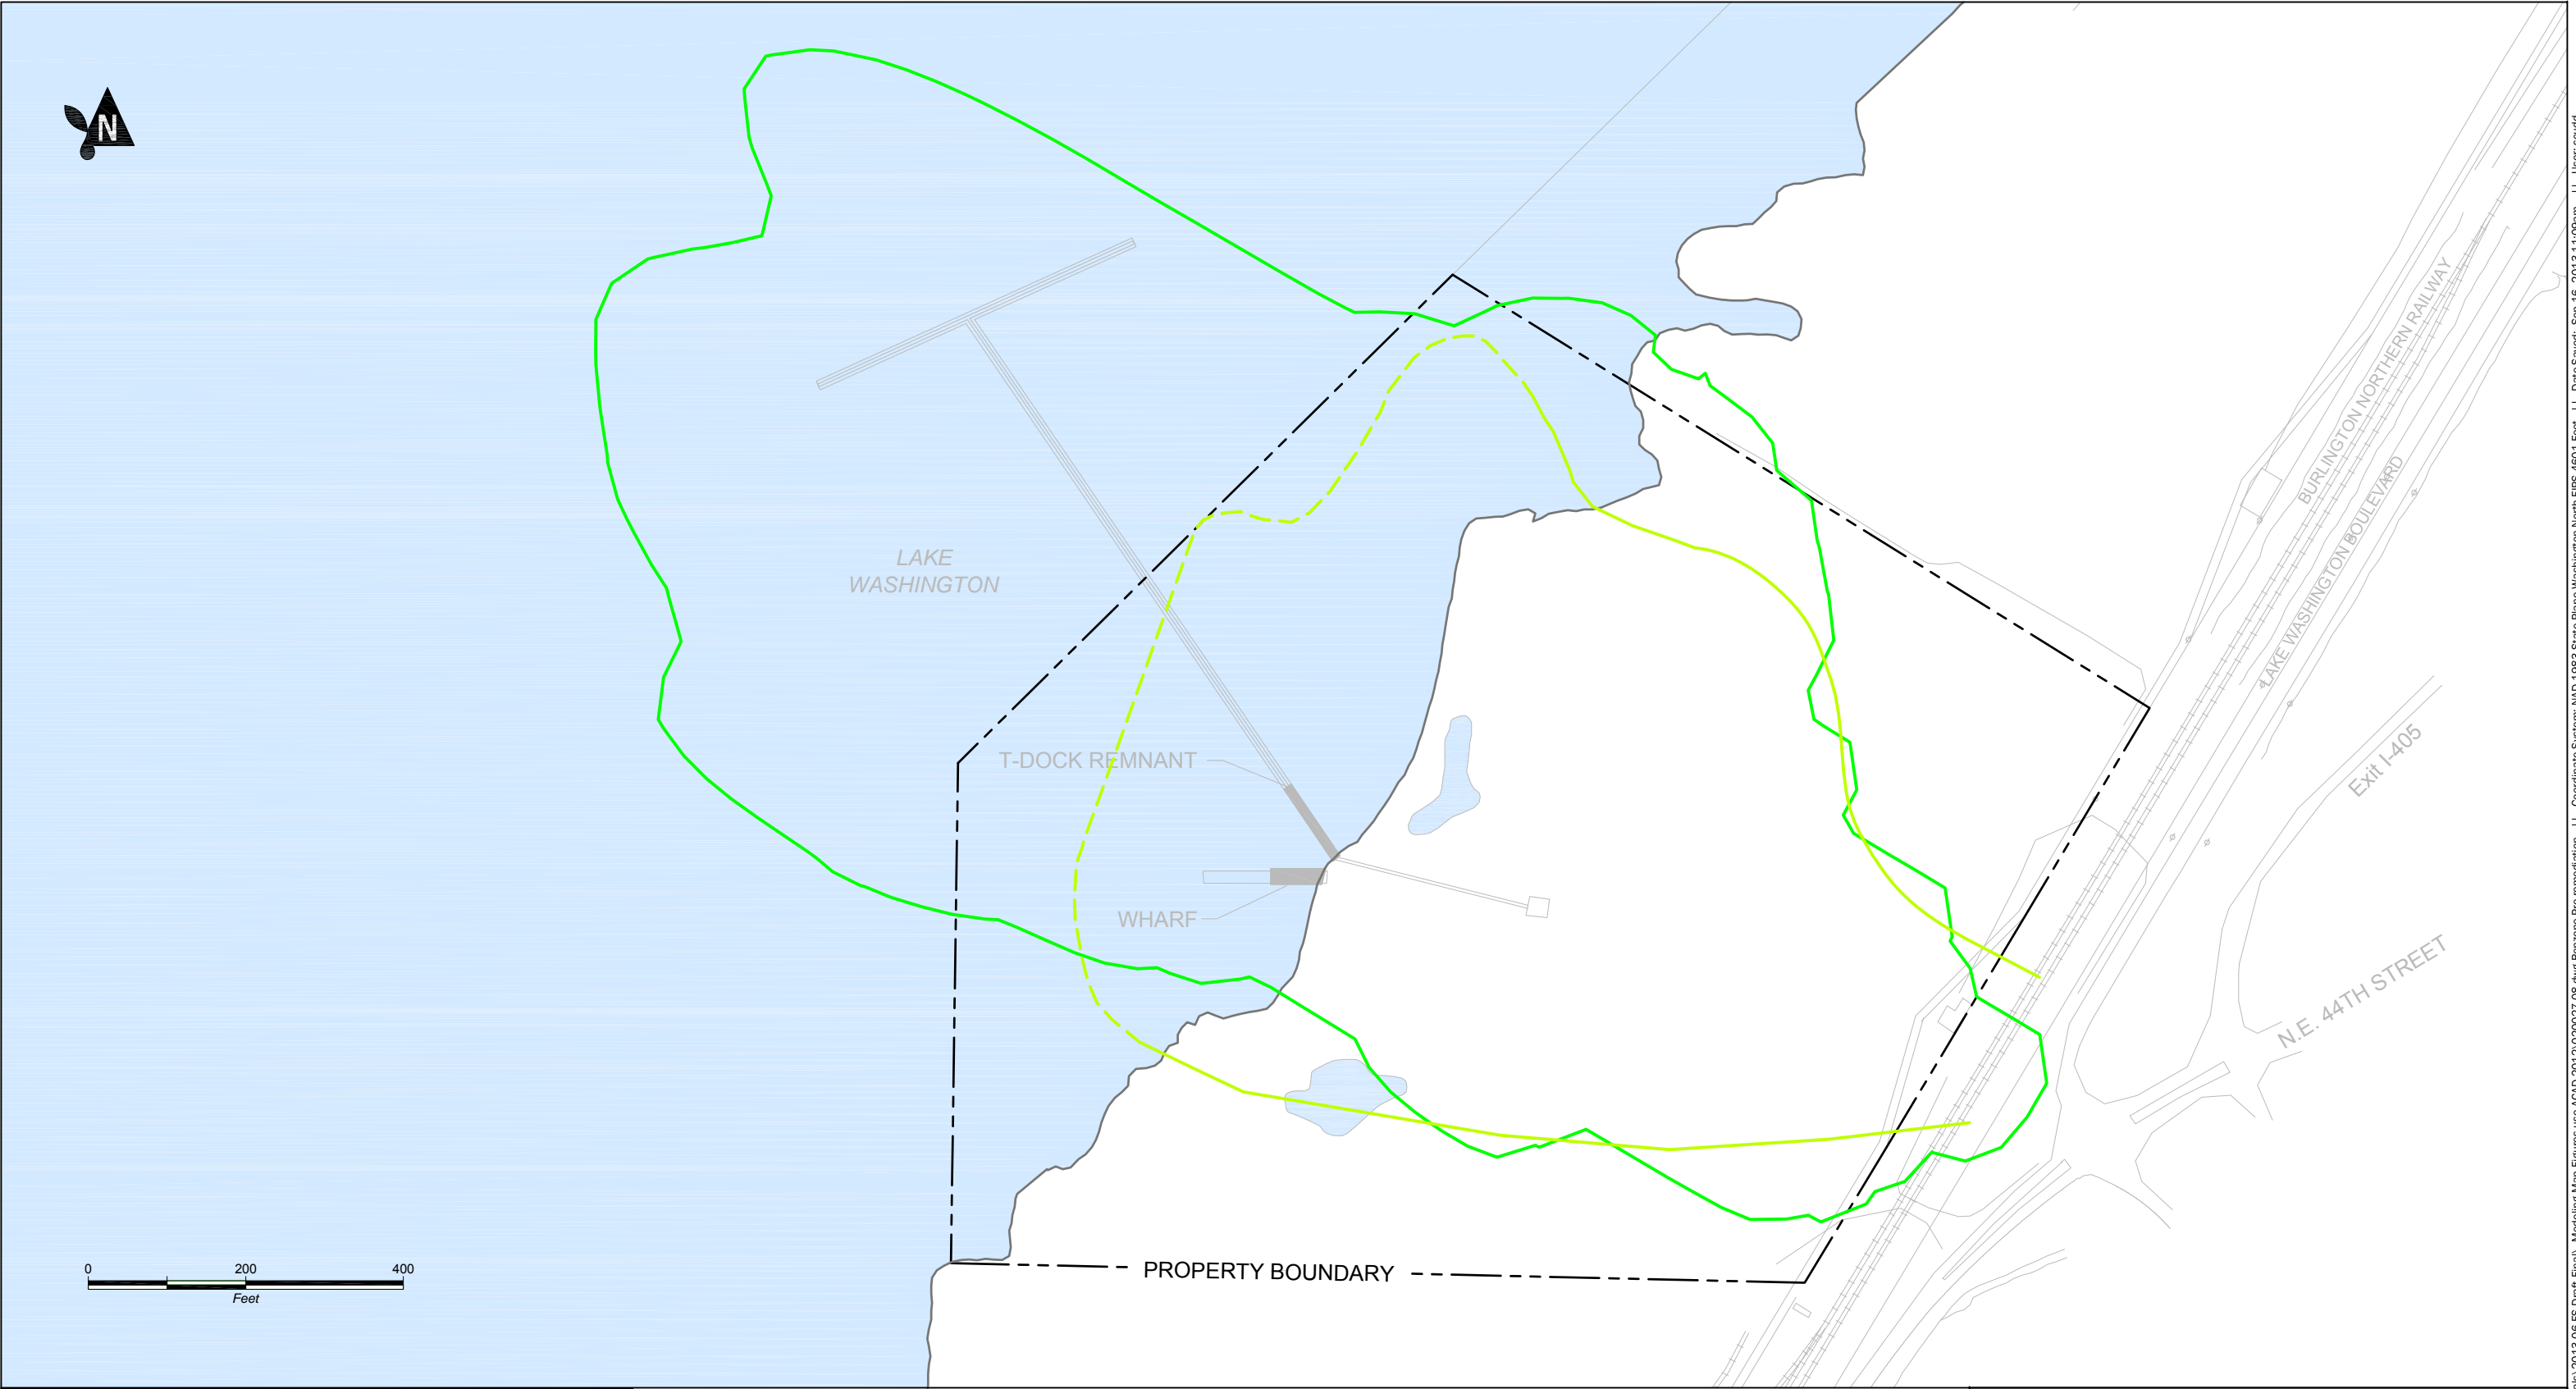 N
BURLINGTON NORTHERN RAILWAY
LAKE WASHINGTON BOULEVARD
LAKE
WASHINGTON
T-DOCK REMNANT
Exit I-405
WHARF
N.E. 44TH STREET
PROPERTY BOUNDARY
0 200 400
Feet